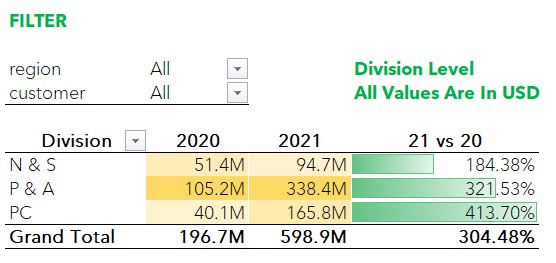 FILTER
region All
customer All
Division Level
All Values Are In USD
Division 2020 2021 21 vs 20
N & S 51.4M 94.7M 184.38%
P & A 105.2M 338.4M 321.53%
PC 40.1M 165.8M 413.70%
Grand Total 196.7M 598.9M 304.48%